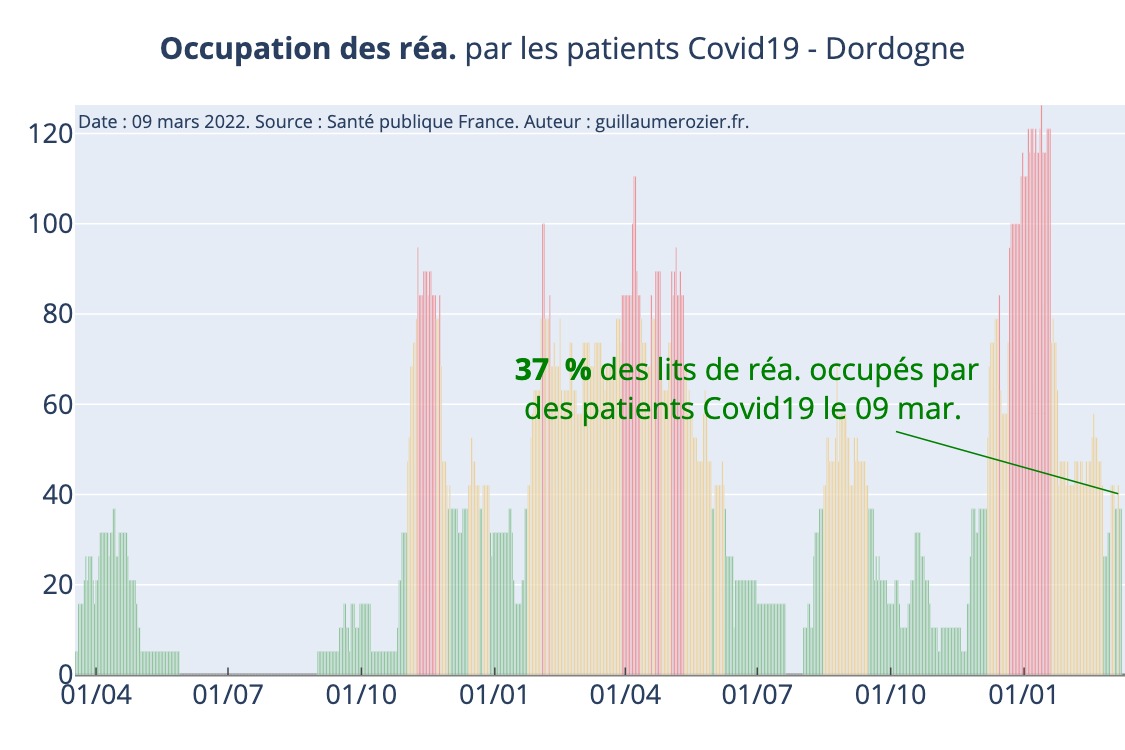 Occupation des réa. par les patients Covid19 - Dordogne
Date : 09 mars 2022. Source : Santé publique France. Auteur : guillaumerozier.fr.
120
100
80
60
40
20
0
37 % des lits de réa. occupés par
des patients Covid19 le 09 mar.
01/04 01/07 01/10 01/01 01/04 01/07 01/10 01/01